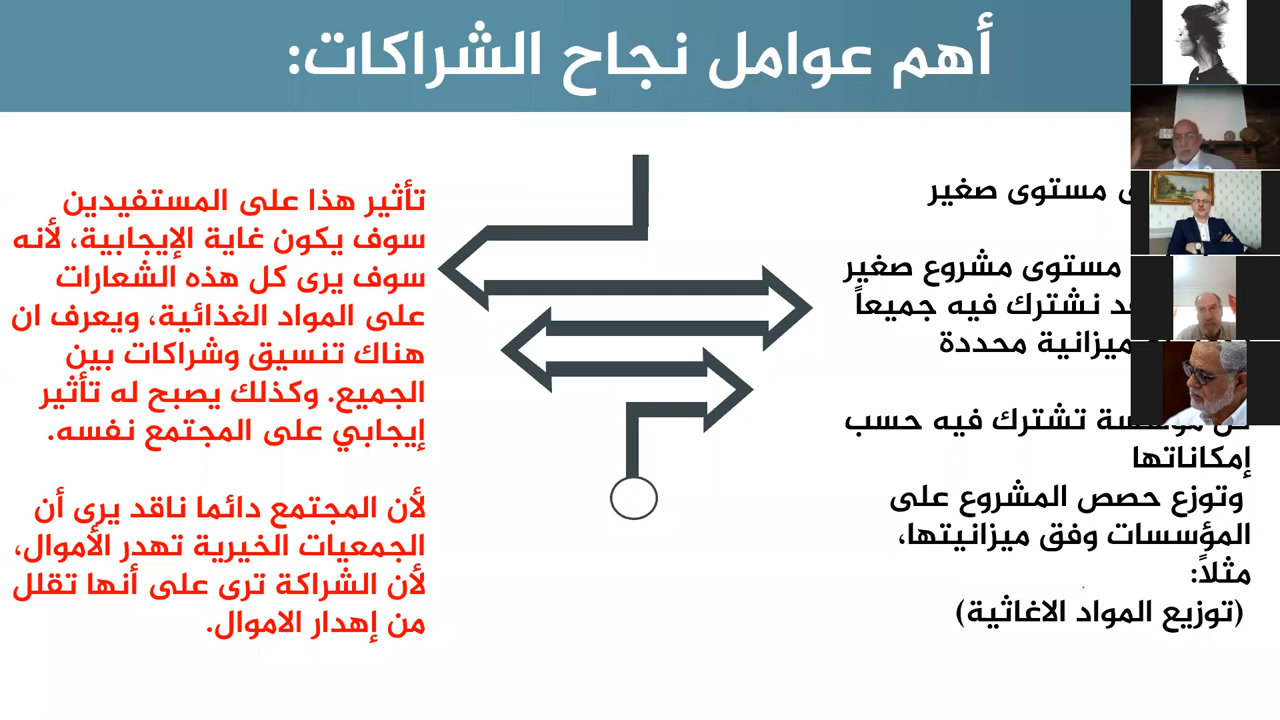 أهم عوامل نجاح الشراكات:
مستوى صغير
مستوى مشروع صغير
نشترك فيه جميعاً
ميزانية محددة
تشترك فيه حسب
إمكاناتها
وتوزع حصص المشروع على
المؤسسات وفق ميزانيتها،
مثلاً:
(توزيع المواد الاغاثية)
تأثير هذا على المستفيدين
سوف يكون غاية الإيجابية، لأنه
سوف يرى كل هذه الشعارات
على المواد الغذائية، ويعرف ان
هناك تنسيق وشراكات بين
الجميع. وكذلك يصبح له تأثير
إيجابي على المجتمع نفسه.
لأن المجتمع دائما ناقد يرى أن
الجمعيات الخيرية تهدر الأموال،
لأن الشراكة ترى على أنها تقلل
من إهدار الاموال.